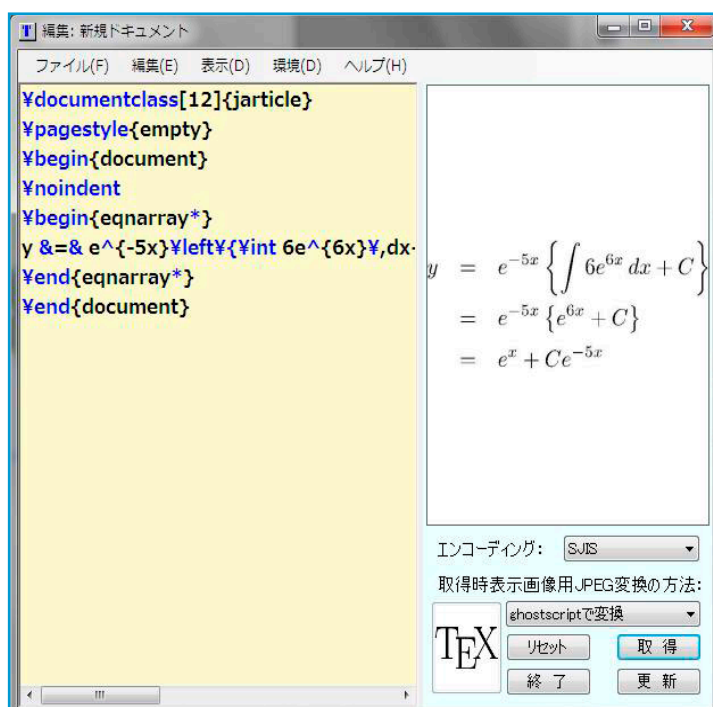 編集: 新規ドキュメント
ファイル(F) 編集(E) 表示(D) 環境(D) ヘルプ(H)
¥documentclass[12]{jarticle}
¥pagestyle{empty}
¥begin{document}
¥noindent
¥begin{eqnarray*}
y &=& e^{-5x}¥left¥{¥int 6e^{6x}¥,dx-
¥end{eqnarray*}
¥end{document}
y = e^{-5x} { ∫ 6e^{6x} dx + C }
= e^{-5x} { e^{6x} + C }
= e^x + Ce^{-5x}
エンコーディング: SJIS
取得時表示画像用JPEG変換の方法:
ghostscriptで変換
TEX
リセット 取 得
終 了 更 新